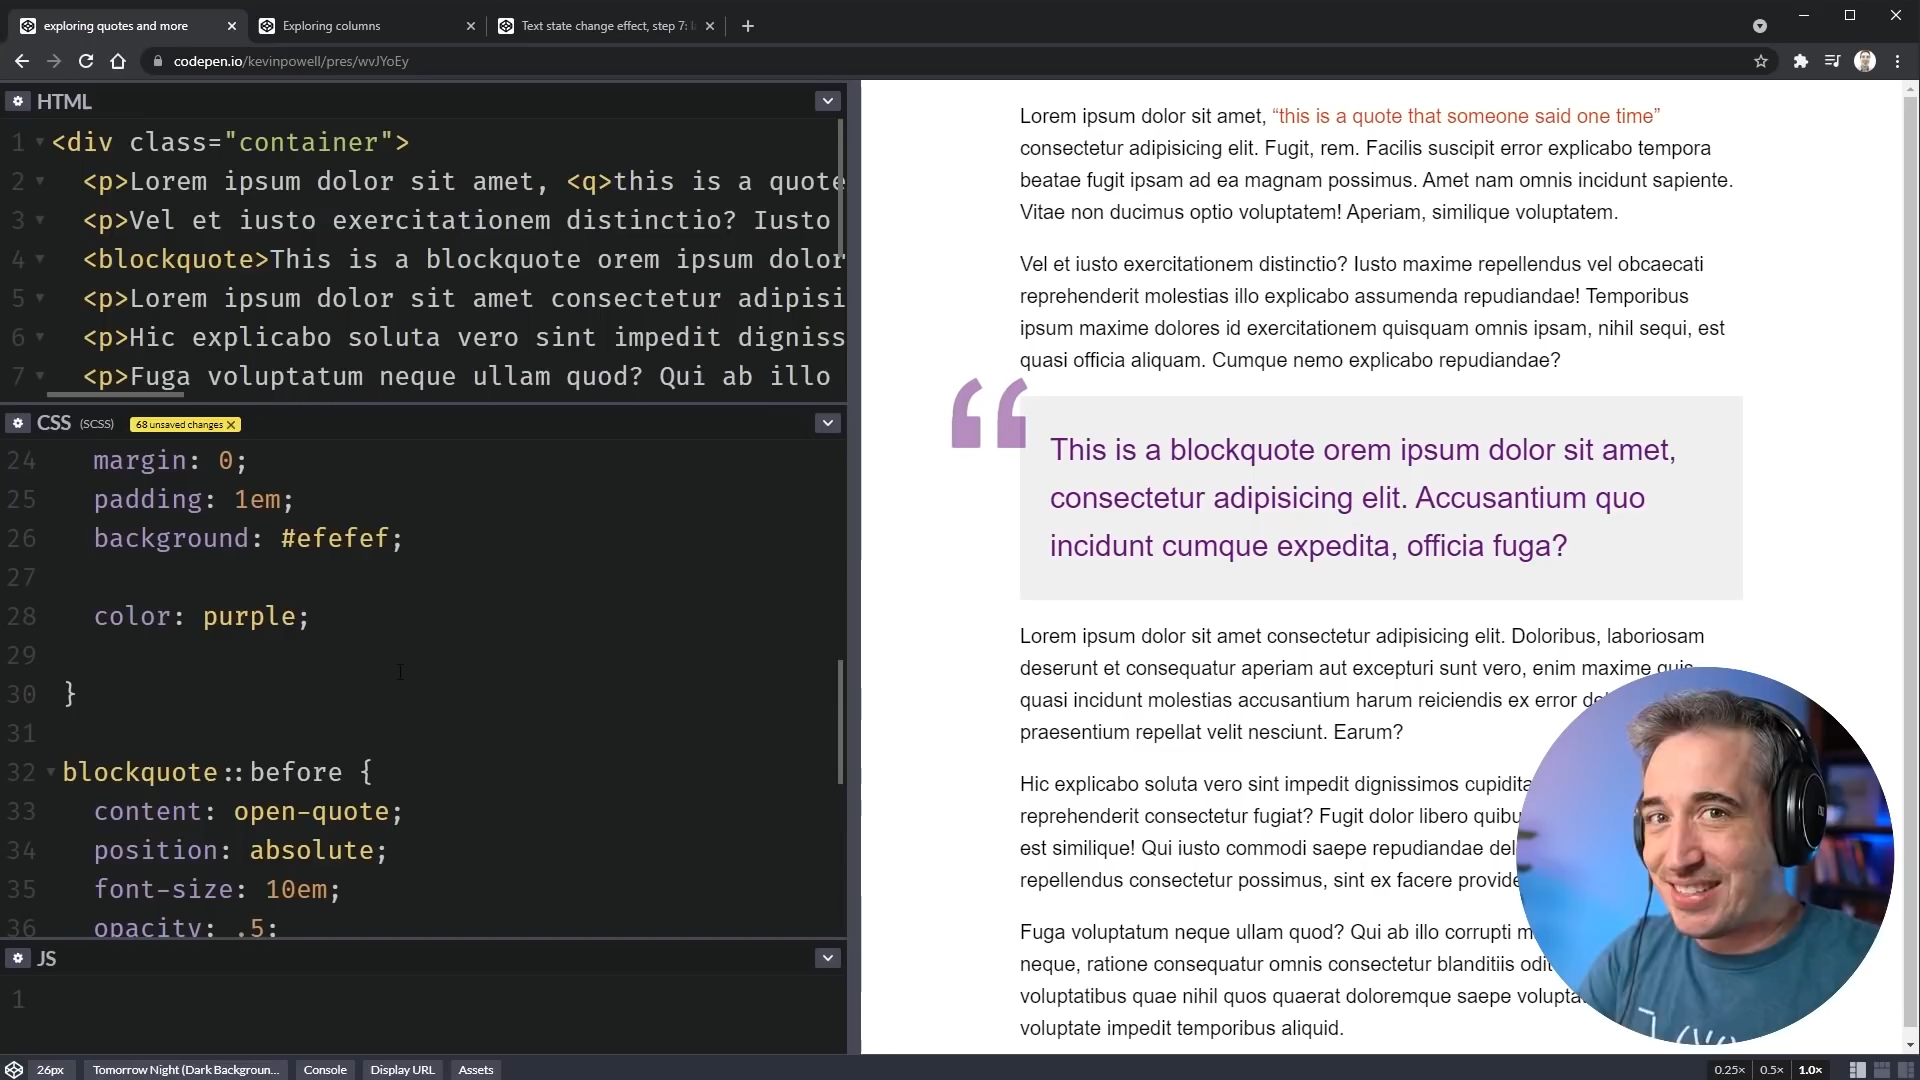 exploring quotes and more
Exploring columns
Text state change effect, step 7:
codepen.io/kevinpowell/pres/wvJYoEy
HTML
1 <div class="container">
2 <p>Lorem ipsum dolor sit amet, <q>this is a quote
3 <p>Vel et iusto exercitationem distinctio? Iusto
4 <blockquote>This is a blockquote orem ipsum dolor
5 <p>Lorem ipsum dolor sit amet consectetur adipisi
6 <p>Hic explicabo soluta vero sint impedit digniss
7 <p>Fuga voluptatum neque ullam quod? Qui ab illo
CSS (SCSS) 68 unsaved changes
24 margin: 0;
25 padding: 1em;
26 background: #efefef;
27
28 color: purple;
29
30 }
31
32 blockquote::before {
33 content: open-quote;
34 position: absolute;
35 font-size: 10em;
36 opacity: .5;
JS
1
26px
Tomorrow Night (Dark Backgroun...
Console
Display URL
Assets
Lorem ipsum dolor sit amet, “this is a quote that someone said one time”
consectetur adipisicing elit. Fugit, rem. Facilis suscipit error explicabo tempora
beatae fugit ipsam ad ea magnam possimus. Amet nam omnis incidunt sapiente.
Vitae non ducimus optio voluptatem! Aperiam, similique voluptatem.
Vel et iusto exercitationem distinctio? Iusto maxime repellendus vel obcaecati
reprehenderit molestias illo explicabo assumenda repudiandae! Temporibus
ipsum maxime dolores id exercitationem quisquam omnis ipsam, nihil sequi, est
quasi officia aliquam. Cumque nemo explicabo repudiandae?
“
This is a blockquote orem ipsum dolor sit amet,
consectetur adipisicing elit. Accusantium quo
incidunt cumque expedita, officia fuga?
Lorem ipsum dolor sit amet consectetur adipisicing elit. Doloribus, laboriosam
deserunt et consequatur aperiam aut excepturi sunt vero, enim maxime quis
quasi incidunt molestias accusantium harum reiciendis ex error
praesentium repellat velit nesciunt. Earum?
Hic explicabo soluta vero sint impedit dignissimos
reprehenderit consectetur fugiat? Fugit dolor libero
est similique! Qui iusto commodi saepe repudiandae
repellendus consectetur possimus, sint ex facere
Fuga voluptatum neque ullam quod? Qui ab illo corrupti
neque, ratione consequatur omnis consectetur blanditiis
voluptatibus quae nihil quos quaerat doloremque saepe
voluptate impedit temporibus aliquid.
0.25×
0.5×
1.0×